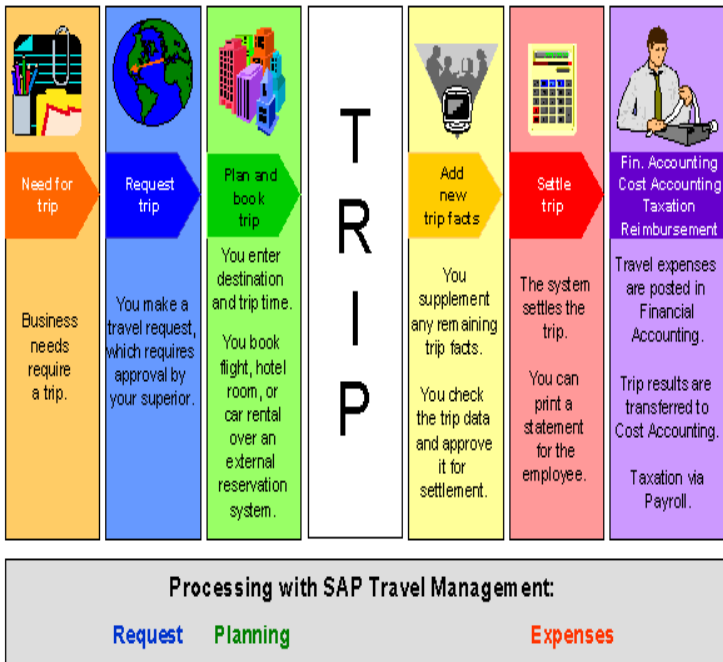 Need for
trip
Business
needs
require
a trip.
Request
trip
You make a
travel request,
which requires
approval by
your superior.
Plan and
book
trip
You enter
destination
and trip time.
You book
flight, hotel
room, or
car rental
over an
external
reservation
system.
T
R
I
P
Add
new
trip facts
You
supplement
any remaining
trip facts.
You check
the trip data
and approve
it for
settlement.
Settle
trip
The system
settles the
trip.
You can
print a
statement
for the
employee.
Fin. Accounting
Cost Accounting
Taxation
Reimbursement
Travel expenses
are posted in
Financial
Accounting.
Trip results are
transferred to
Cost Accounting.
Taxation via
Payroll.
Processing with SAP Travel Management:
Request Planning Expenses